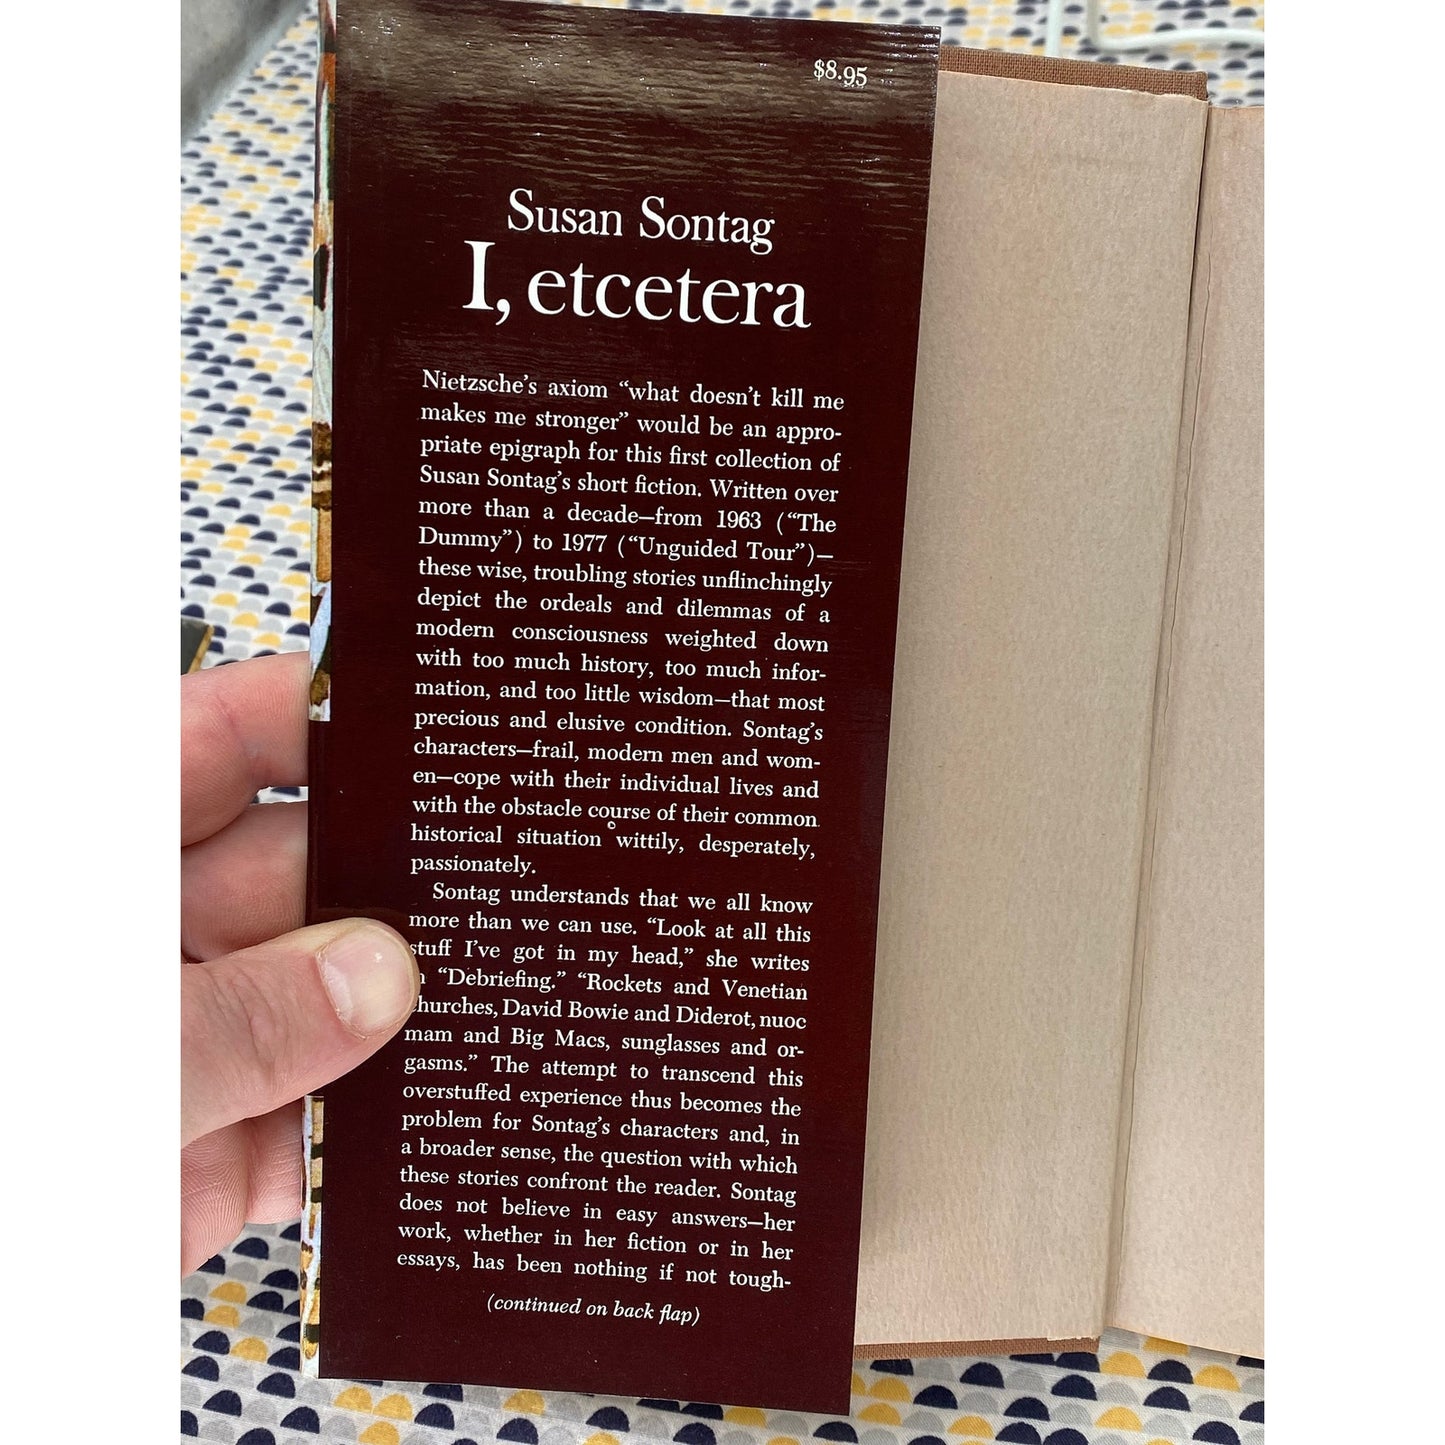 $8.95
Susan Sontag
I, etcetera
Nietzsche's axiom “what doesn't kill me
makes me stronger” would be an appro-
priate epigraph for this first collection of
Susan Sontag's short fiction. Written over
more than a decade—from 1963 (“The
Dummy”) to 1977 (“Unguided Tour”)—
these wise, troubling stories unflinchingly
depict the ordeals and dilemmas of a
modern consciousness weighted down
with too much history, too much infor-
mation, and too little wisdom—that most
precious and elusive condition. Sontag's
characters—frail, modern men and wom-
en—cope with their individual lives and
with the obstacle course of their common
historical situation wittily, desperately,
passionately.
Sontag understands that we all know
more than we can use. “Look at all this
stuff I've got in my head,” she writes
“Debriefing.” “Rockets and Venetian
churches, David Bowie and Diderot, nuoc
mam and Big Macs, sunglasses and or-
gasms.” The attempt to transcend this
overstuffed experience thus becomes the
problem for Sontag's characters and, in
a broader sense, the question with which
these stories confront the reader. Sontag
does not believe in easy answers—her
work, whether in her fiction or in her
essays, has been nothing if not tough-
(continued on back flap)